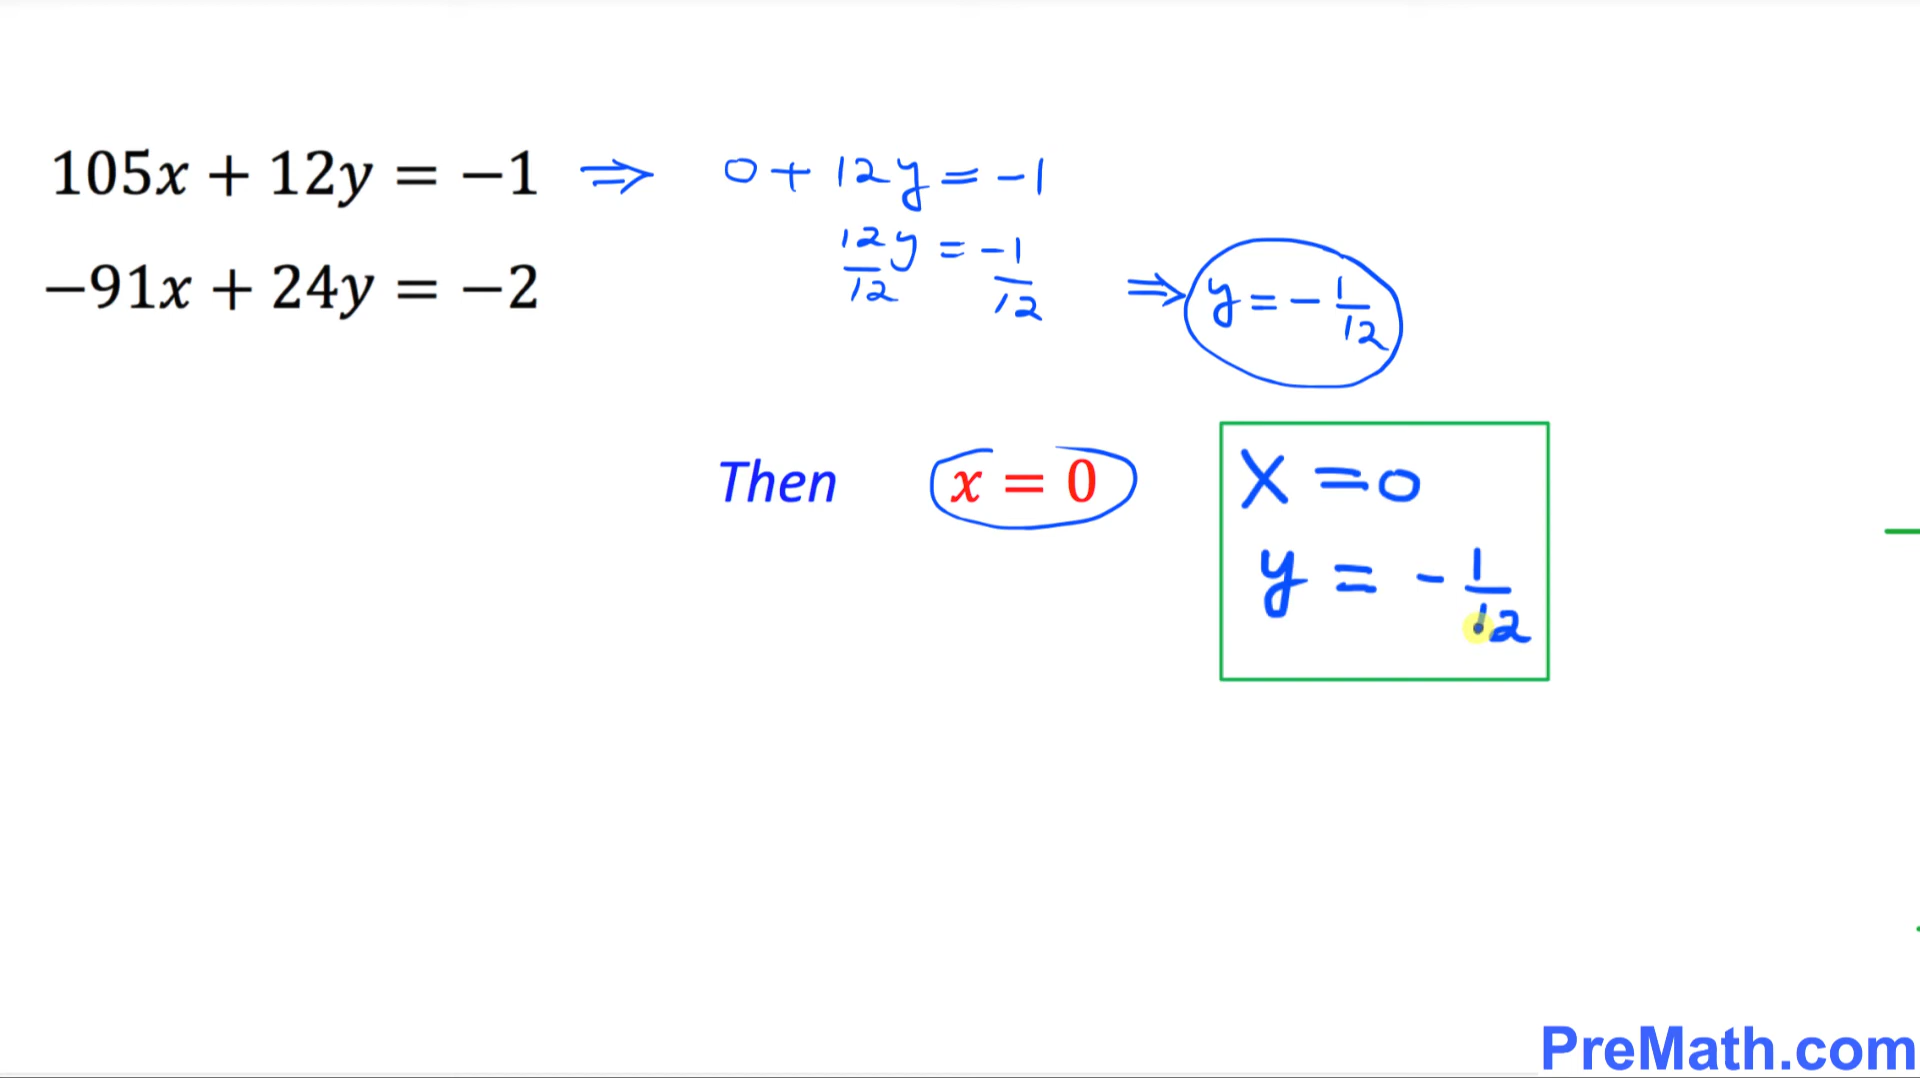 105x + 12y = −1 ⇒ 0 + 12y = −1
12y/12 = −1/12 ⇒ y = −1/12
−91x + 24y = −2
Then x = 0
x = 0
y = −1/12
PreMath.com